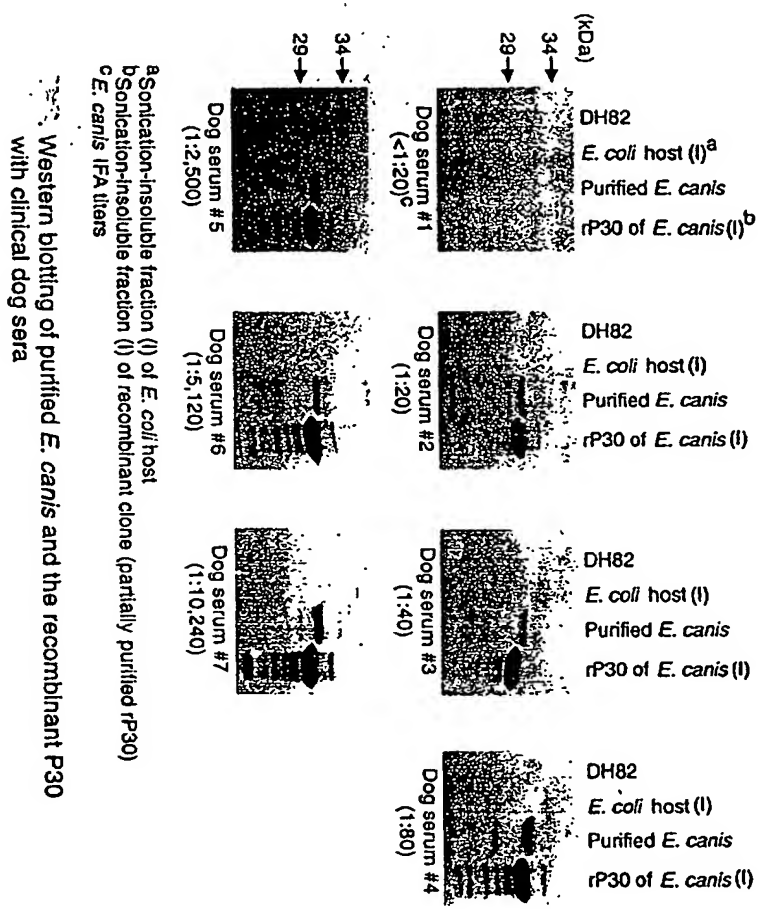 (kDa)
34
29
DH82
E. coli host (I)a
Purified E. canis
rP30 of E. canis (I)b
Dog serum #1
(<1:20)c
DH82
E. coli host (I)
Purified E. canis
rP30 of E. canis (I)
Dog serum #2
(1:20)
DH82
E. coli host (I)
Purified E. canis
rP30 of E. canis (I)
Dog serum #3
(1:40)
DH82
E. coli host (I)
Purified E. canis
rP30 of E. canis (I)
Dog serum #4
(1:80)
34
29
Dog serum #5
(1:2,500)
Dog serum #6
(1:5,120)
Dog serum #7
(1:10,240)
aSonication-insoluble fraction (I) of E. coli host
bSonication-insoluble fraction (I) of recombinant clone (partially purified rP30)
cE. canis IFA titers
Western blotting of purified E. canis and the recombinant P30
with clinical dog sera